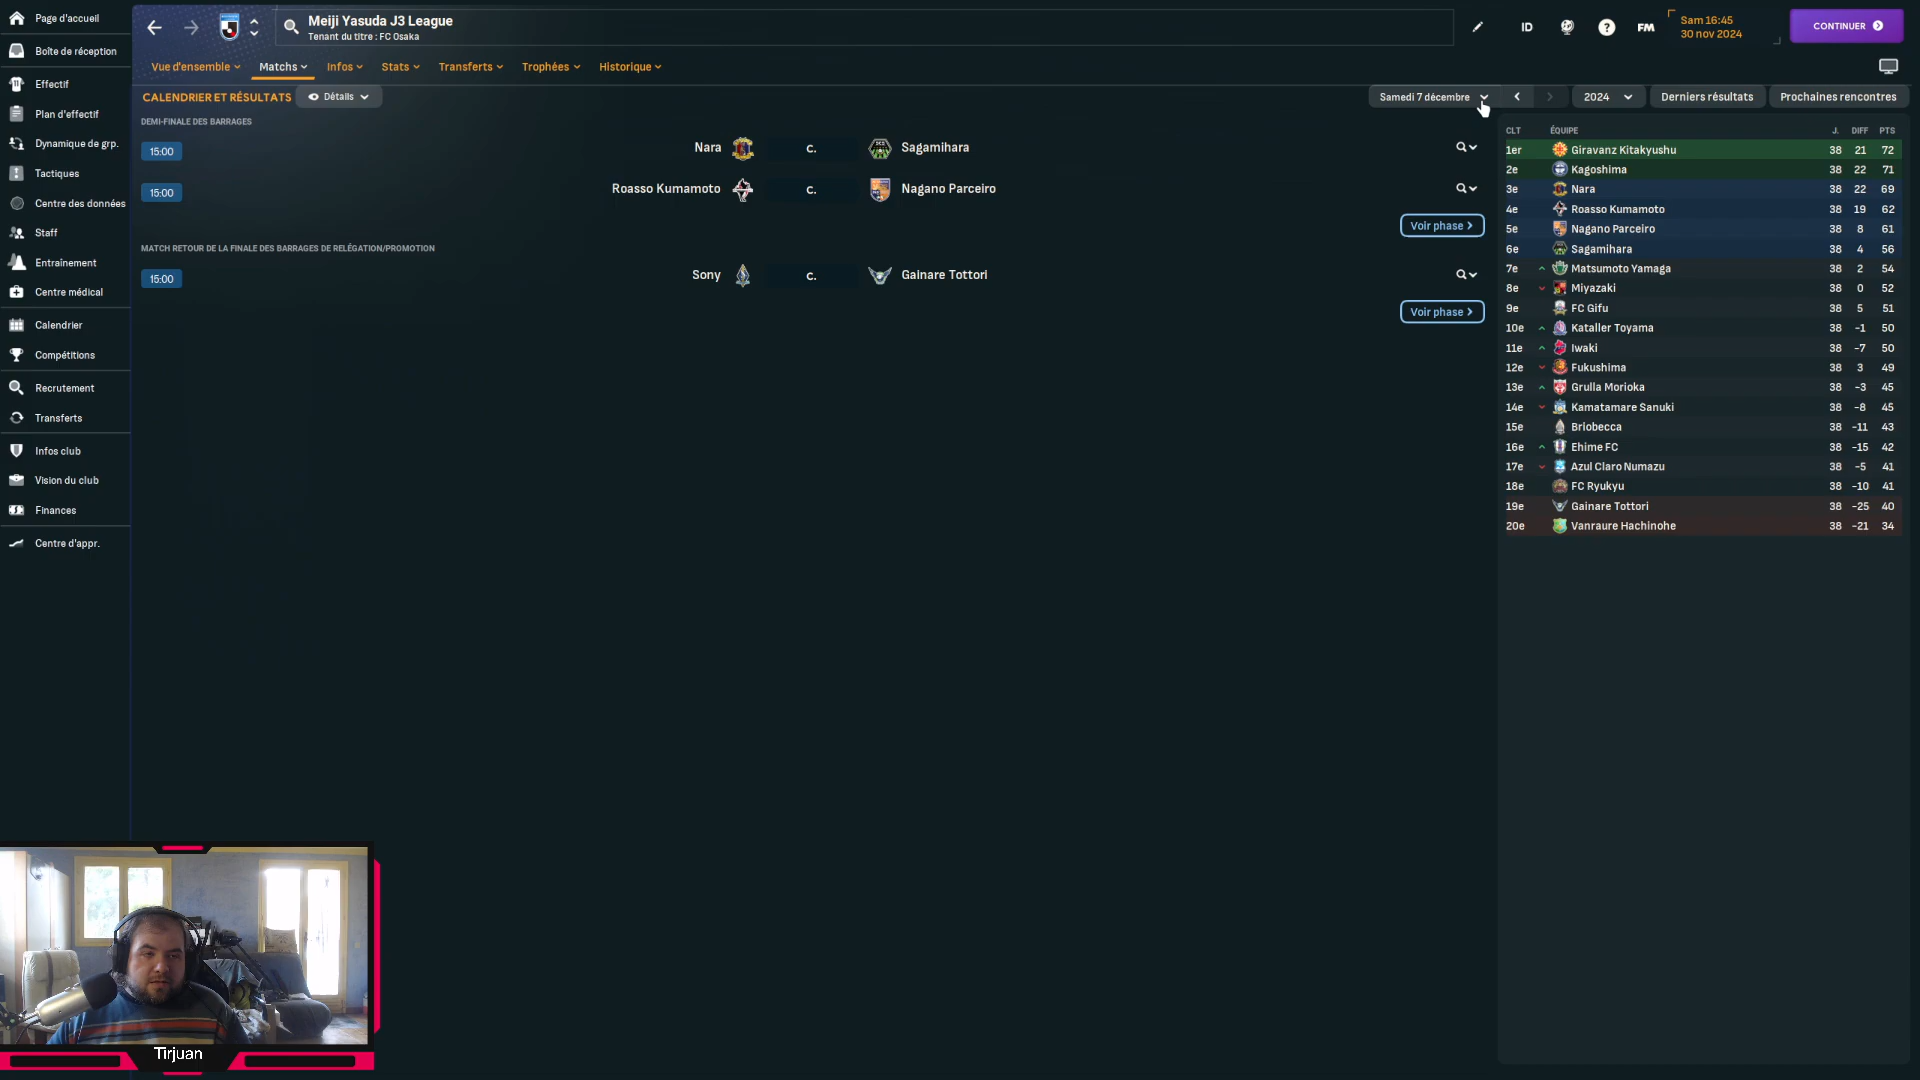 Page d'accueil
Boîte de réception
Effectif
Plan d'effectif
Dynamique de grp.
Tactiques
Centre des données
Staff
Entraînement
Centre médical
Calendrier
Compétitions
Recrutement
Transferts
Infos club
Vision du club
Finances
Centre d'appr.
Meiji Yasuda J3 League
Tenant du titre : FC Osaka
ID
?
FM
Sam 16:45
30 nov 2024
CONTINUER
Vue d'ensemble
Matchs
Infos
Stats
Transferts
Trophées
Historique
CALENDRIER ET RÉSULTATS
Détails
Samedi 7 décembre
2024
Derniers résultats
Prochaines rencontres
DEMI-FINALE DES BARRAGES
15:00 Nara c. Sagamihara
15:00 Roasso Kumamoto c. Nagano Parceiro
Voir phase
MATCH RETOUR DE LA FINALE DES BARRAGES DE RELÉGATION/PROMOTION
15:00 Sony c. Gainare Tottori
Voir phase
CLT ÉQUIPE J. DIFF PTS
1er Giravanz Kitakyushu 38 21 72
2e Kagoshima 38 22 71
3e Nara 38 22 69
4e Roasso Kumamoto 38 19 62
5e Nagano Parceiro 38 8 61
6e Sagamihara 38 4 56
7e Matsumoto Yamaga 38 2 54
8e Miyazaki 38 0 52
9e FC Gifu 38 5 51
10e Kataller Toyama 38 -1 50
11e Iwaki 38 -7 50
12e Fukushima 38 3 49
13e Grulla Morioka 38 -3 45
14e Kamatamare Sanuki 38 -8 45
15e Briobecca 38 -11 43
16e Ehime FC 38 -15 42
17e Azul Claro Numazu 38 -5 41
18e FC Ryukyu 38 -10 41
19e Gainare Tottori 38 -25 40
20e Vanraure Hachinohe 38 -21 34
Tirjuan